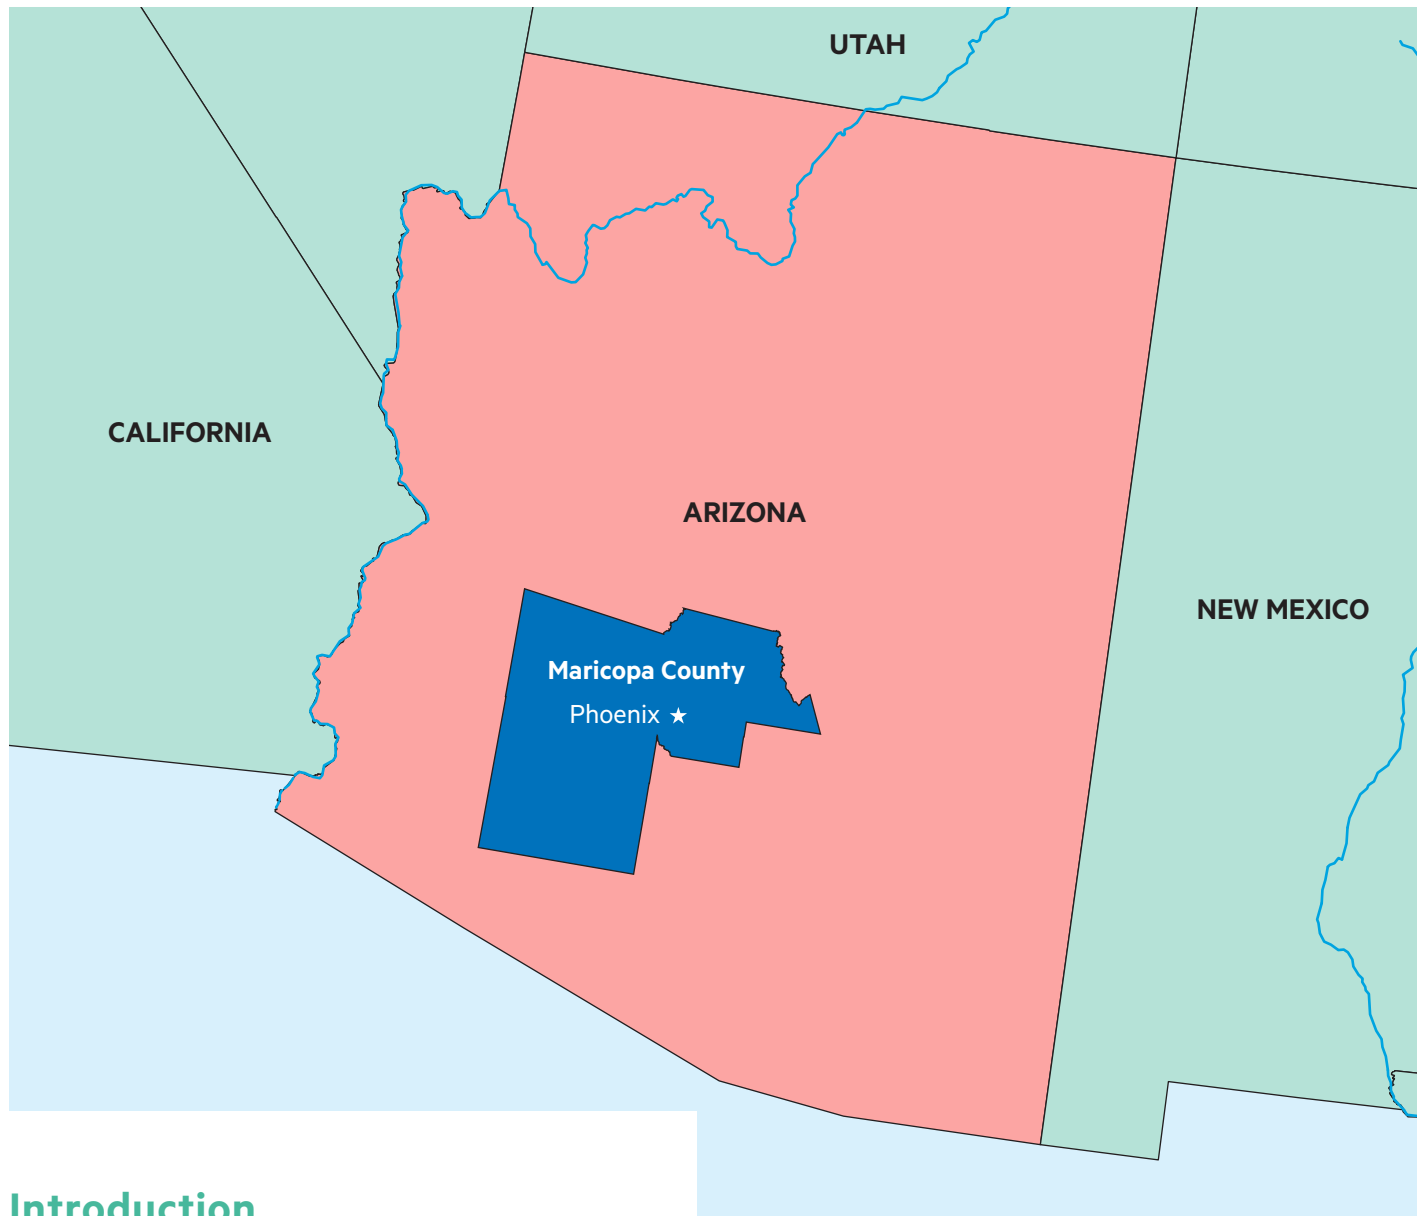 UTAH
CALIFORNIA
ARIZONA
NEW MEXICO
Maricopa County
Phoenix ★
Introduction